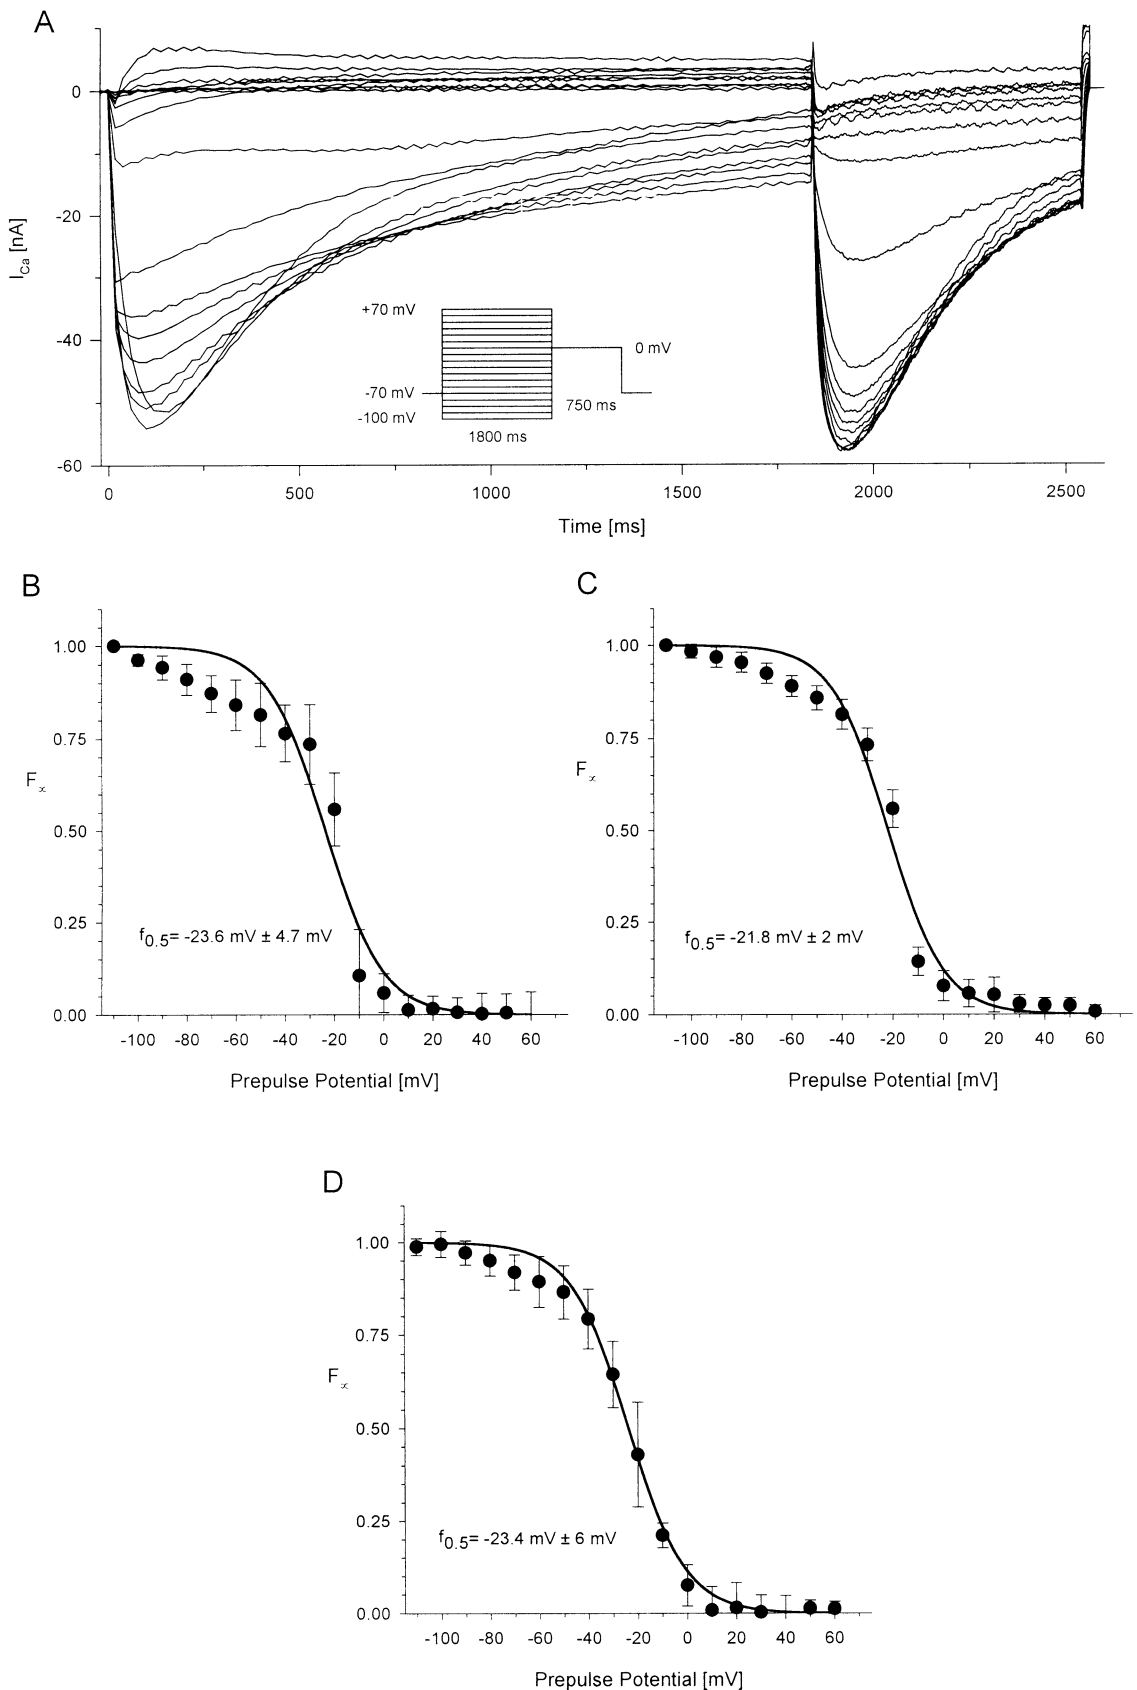 A
0
-20
-40
-60
I Ca [nA]
+70 mV
0 mV
-70 mV
750 ms
-100 mV
1800 ms
0 500 1000 1500 2000 2500
Time [ms]
B
1.00
0.75
F∝
0.50
0.25
f0.5= -23.6 mV ± 4.7 mV
0.00
-100 -80 -60 -40 -20 0 20 40 60
Prepulse Potential [mV]
C
1.00
0.75
F∝
0.50
0.25
f0.5= -21.8 mV ± 2 mV
0.00
-100 -80 -60 -40 -20 0 20 40 60
Prepulse Potential [mV]
D
1.00
0.75
F∝
0.50
0.25
f0.5= -23.4 mV ± 6 mV
0.00
-100 -80 -60 -40 -20 0 20 40 60
Prepulse Potential [mV]